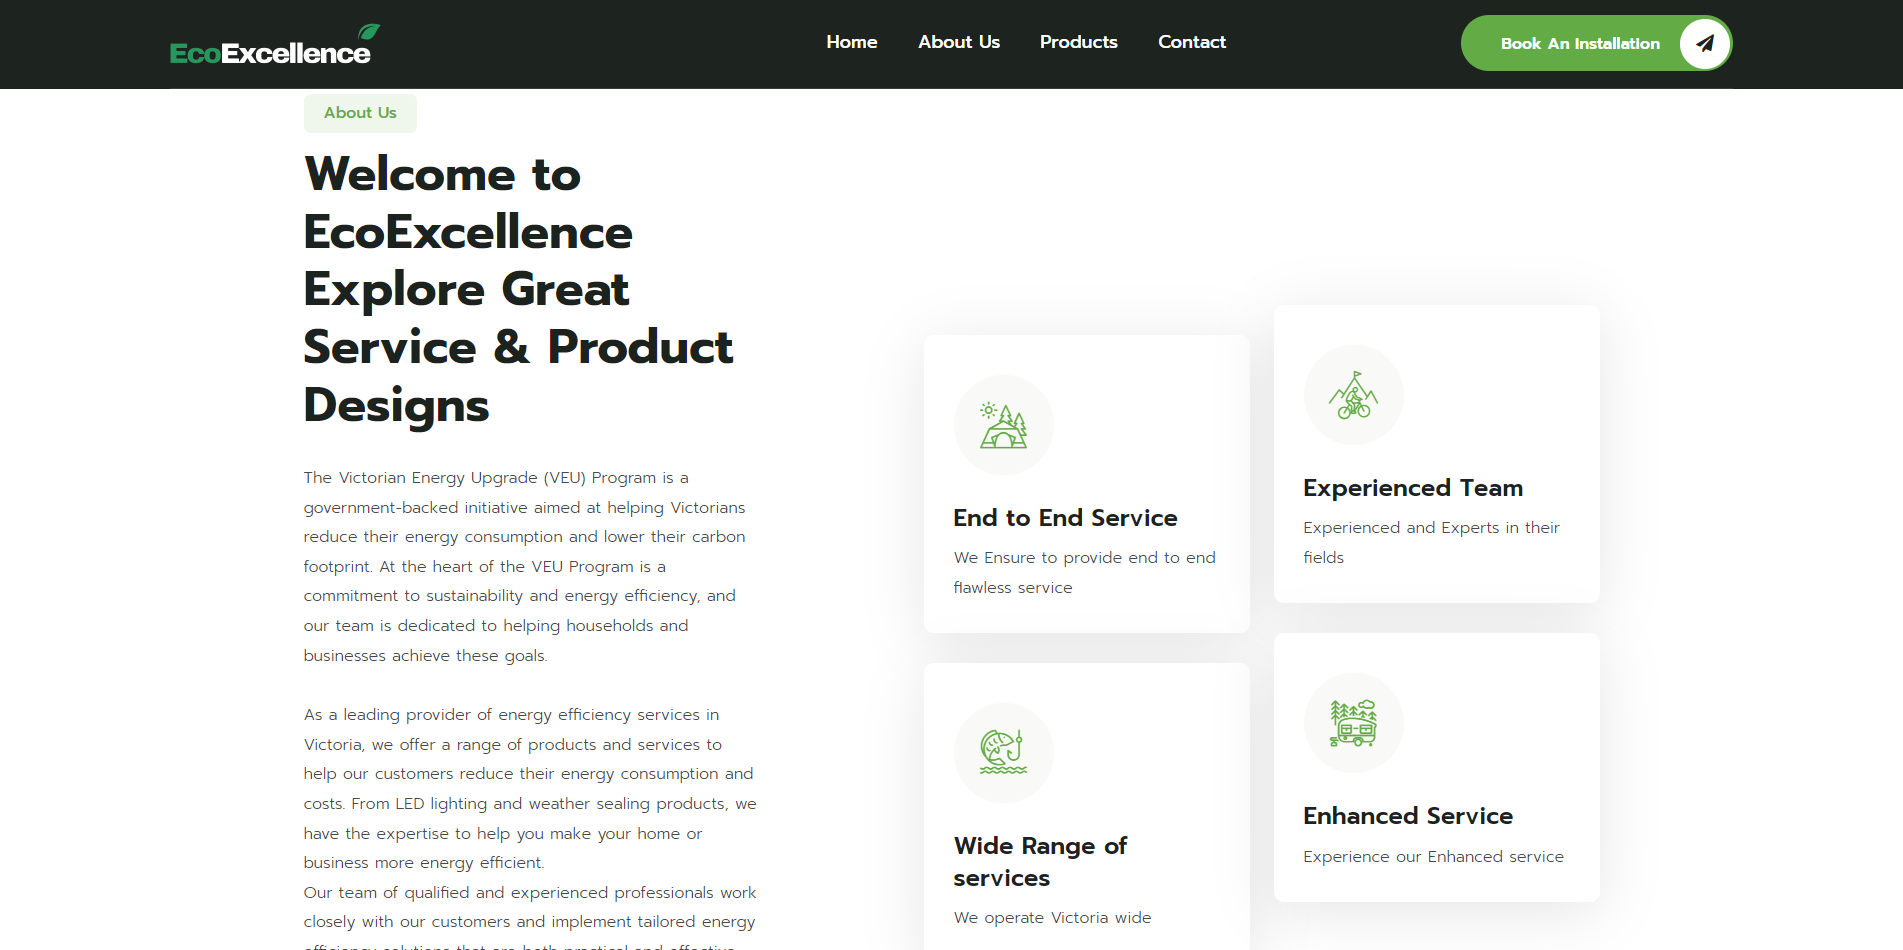 EcoExcellence
Home
About Us
Products
Contact
Book An Installation
About Us
Welcome to
EcoExcellence
Explore Great
Service & Product
Designs
The Victorian Energy Upgrade (VEU) Program is a
government-backed initiative aimed at helping Victorians
reduce their energy consumption and lower their carbon
footprint. At the heart of the VEU Program is a
commitment to sustainability and energy efficiency, and
our team is dedicated to helping households and
businesses achieve these goals.
As a leading provider of energy efficiency services in
Victoria, we offer a range of products and services to
help our customers reduce their energy consumption and
costs. From LED lighting and weather sealing products, we
have the expertise to help you make your home or
business more energy efficient.
Our team of qualified and experienced professionals work
closely with our customers and implement tailored energy
efficiency solutions that are both practical and effective
End to End Service
We Ensure to provide end to end
flawless service
Experienced Team
Experienced and Experts in their
fields
Wide Range of
services
We operate Victoria wide
Enhanced Service
Experience our Enhanced service